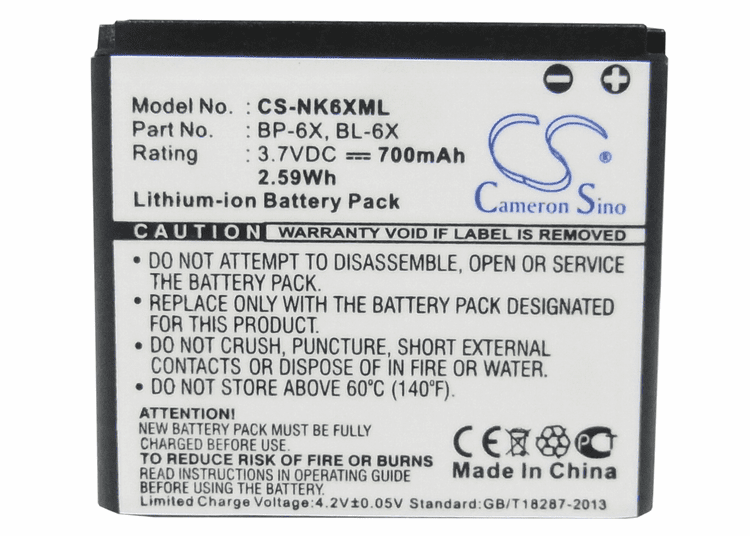 Model No. : CS-NK6XML
Part No. : BP-6X, BL-6X
Rating : 3.7VDC ⎓ 700mAh
2.59Wh
Lithium-ion Battery Pack
Cameron Sino
CAUTION WARRANTY VOID IF LABEL IS REMOVED
• DO NOT ATTEMPT TO DISASSEMBLE, OPEN OR SERVICE
THE BATTERY PACK.
• REPLACE ONLY WITH THE BATTERY PACK DESIGNATED
FOR THIS PRODUCT.
• DO NOT CRUSH, PUNCTURE, SHORT EXTERNAL
CONTACTS OR DISPOSE OF IN FIRE OR WATER.
• DO NOT EXPOSE ABOVE 60°C (140°F).
ATTENTION!
NEW BATTERY PACK MUST BE FULLY
CHARGED BEFORE USE.
TO REDUCE RISK OF FIRE OR BURNS
READ INSTRUCTIONS IN OPERATING GUIDE
BEFORE USING.
CE PCT
Made In China
Limited Charge Voltage:4.2V±0.05V Standard:GB/T18287-2013